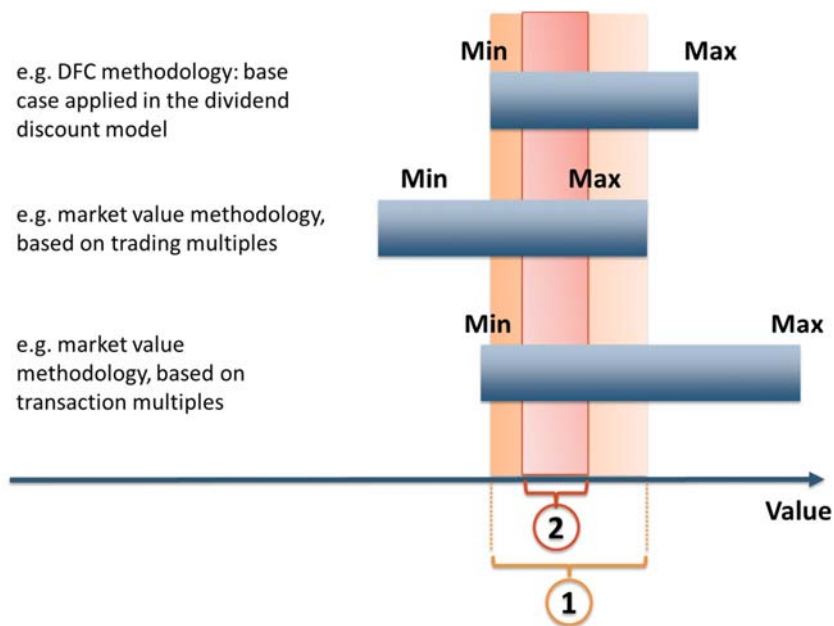 Min Max
e.g. DFC methodology: base
case applied in the dividend
discount model
Min Max
e.g. market value methodology,
based on trading multiples
Min Max
e.g. market value
methodology, based on
transaction multiples
Value
2
1